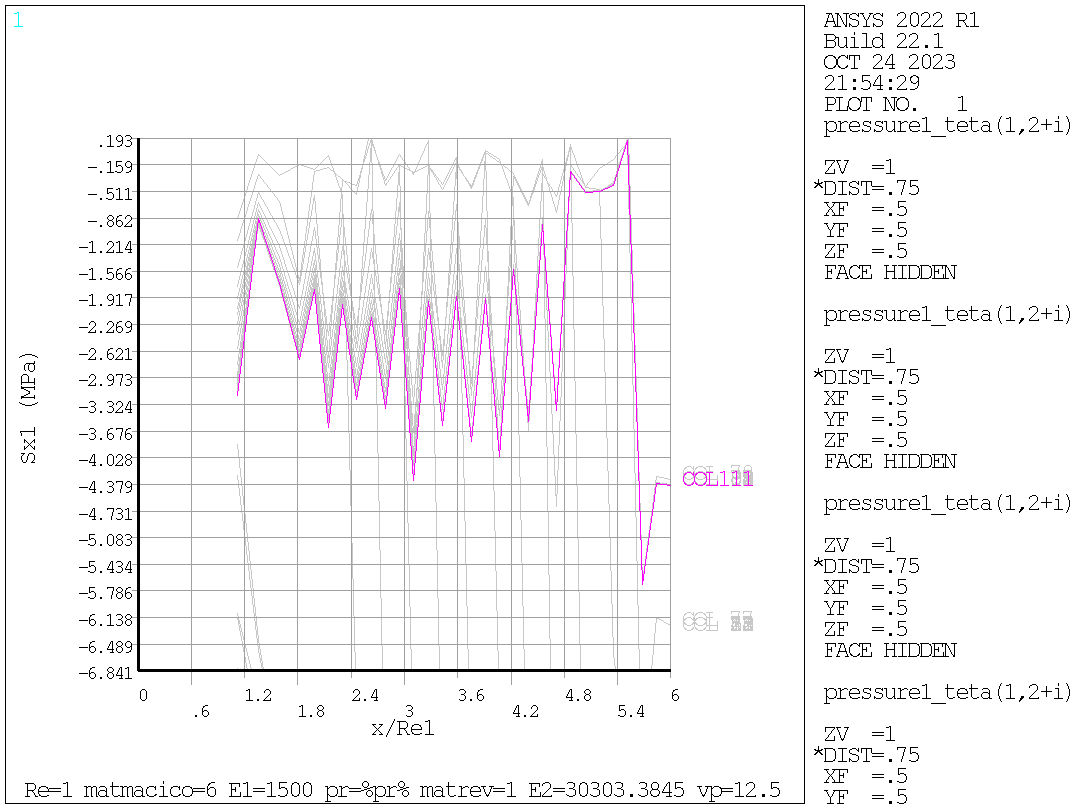 1
ANSYS 2022 R1
Build 22.1
OCT 24 2023
21:54:29
PLOT NO. 1
pressure1_teta(1,2+i)
ZV =1
*DIST=.75
XF =.5
YF =.5
ZF =.5
FACE HIDDEN
pressure1_teta(1,2+i)
ZV =1
*DIST=.75
XF =.5
YF =.5
ZF =.5
FACE HIDDEN
pressure1_teta(1,2+i)
ZV =1
*DIST=.75
XF =.5
YF =.5
ZF =.5
FACE HIDDEN
pressure1_teta(1,2+i)
ZV =1
*DIST=.75
XF =.5
YF =.5
.193
-.159
-.511
-.862
-1.214
-1.566
-1.917
-2.269
-2.621
-2.973
-3.324
-3.676
-4.028
-4.379
-4.731
-5.083
-5.434
-5.786
-6.138
-6.489
-6.841
Sx1 (MPa)
COL111
COL
0
.6
1.2
1.8
2.4
3
3.6
4.2
4.8
5.4
6
x/Re1
Re=1 matmacico=6 E1=1500 pr=%pr% matrev=1 E2=30303.3845 vp=12.5